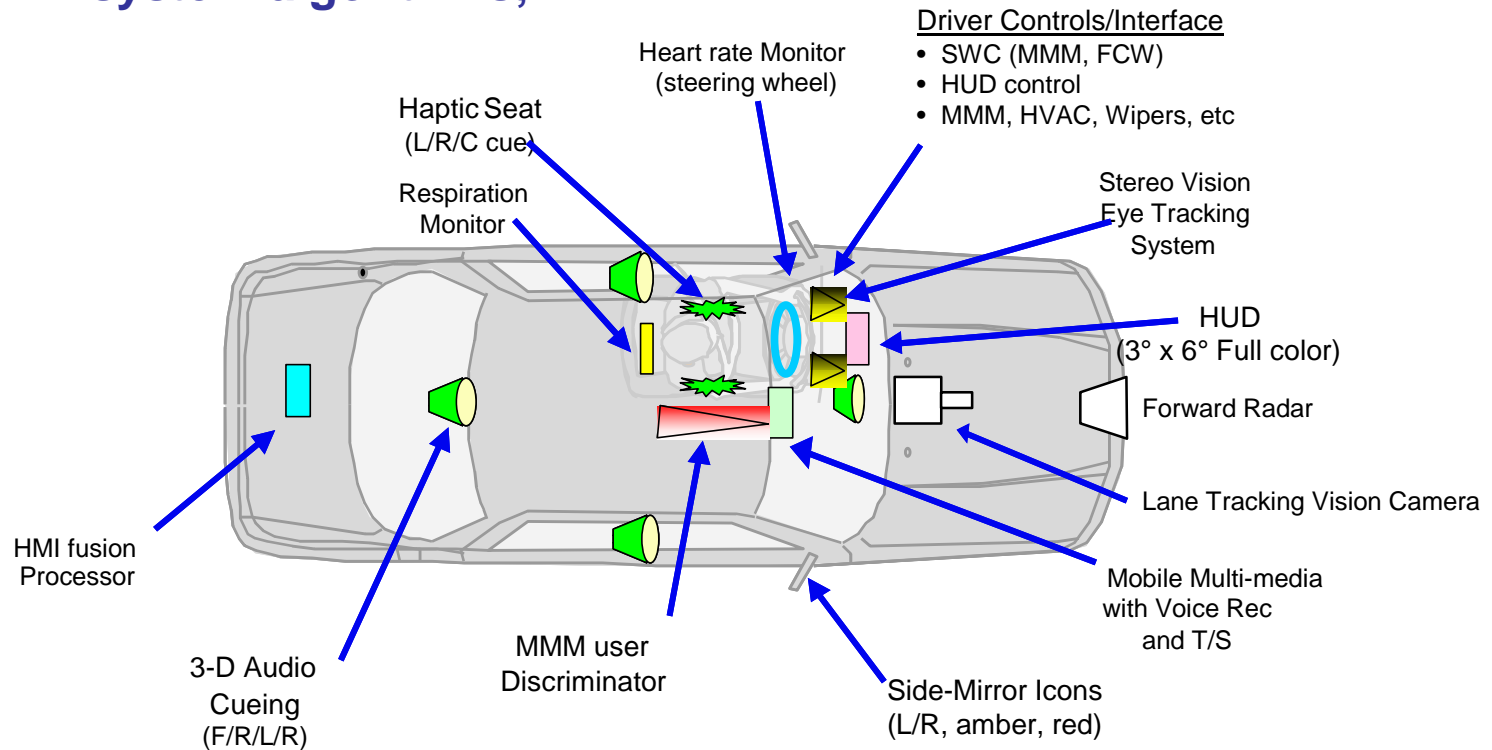 Driver Controls/Interface
• SWC (MMM, FCW)
• HUD control
• MMM, HVAC, Wipers, etc
Heart rate Monitor
(steering wheel)
Haptic Seat
(L/R/C cue)
Respiration
Monitor
Stereo Vision
Eye Tracking
System
HUD
(3° x 6° Full color)
Forward Radar
Lane Tracking Vision Camera
Mobile Multi-media
with Voice Rec
and T/S
Side-Mirror Icons
(L/R, amber, red)
MMM user
Discriminator
3-D Audio
Cueing
(F/R/L/R)
HMI fusion
Processor